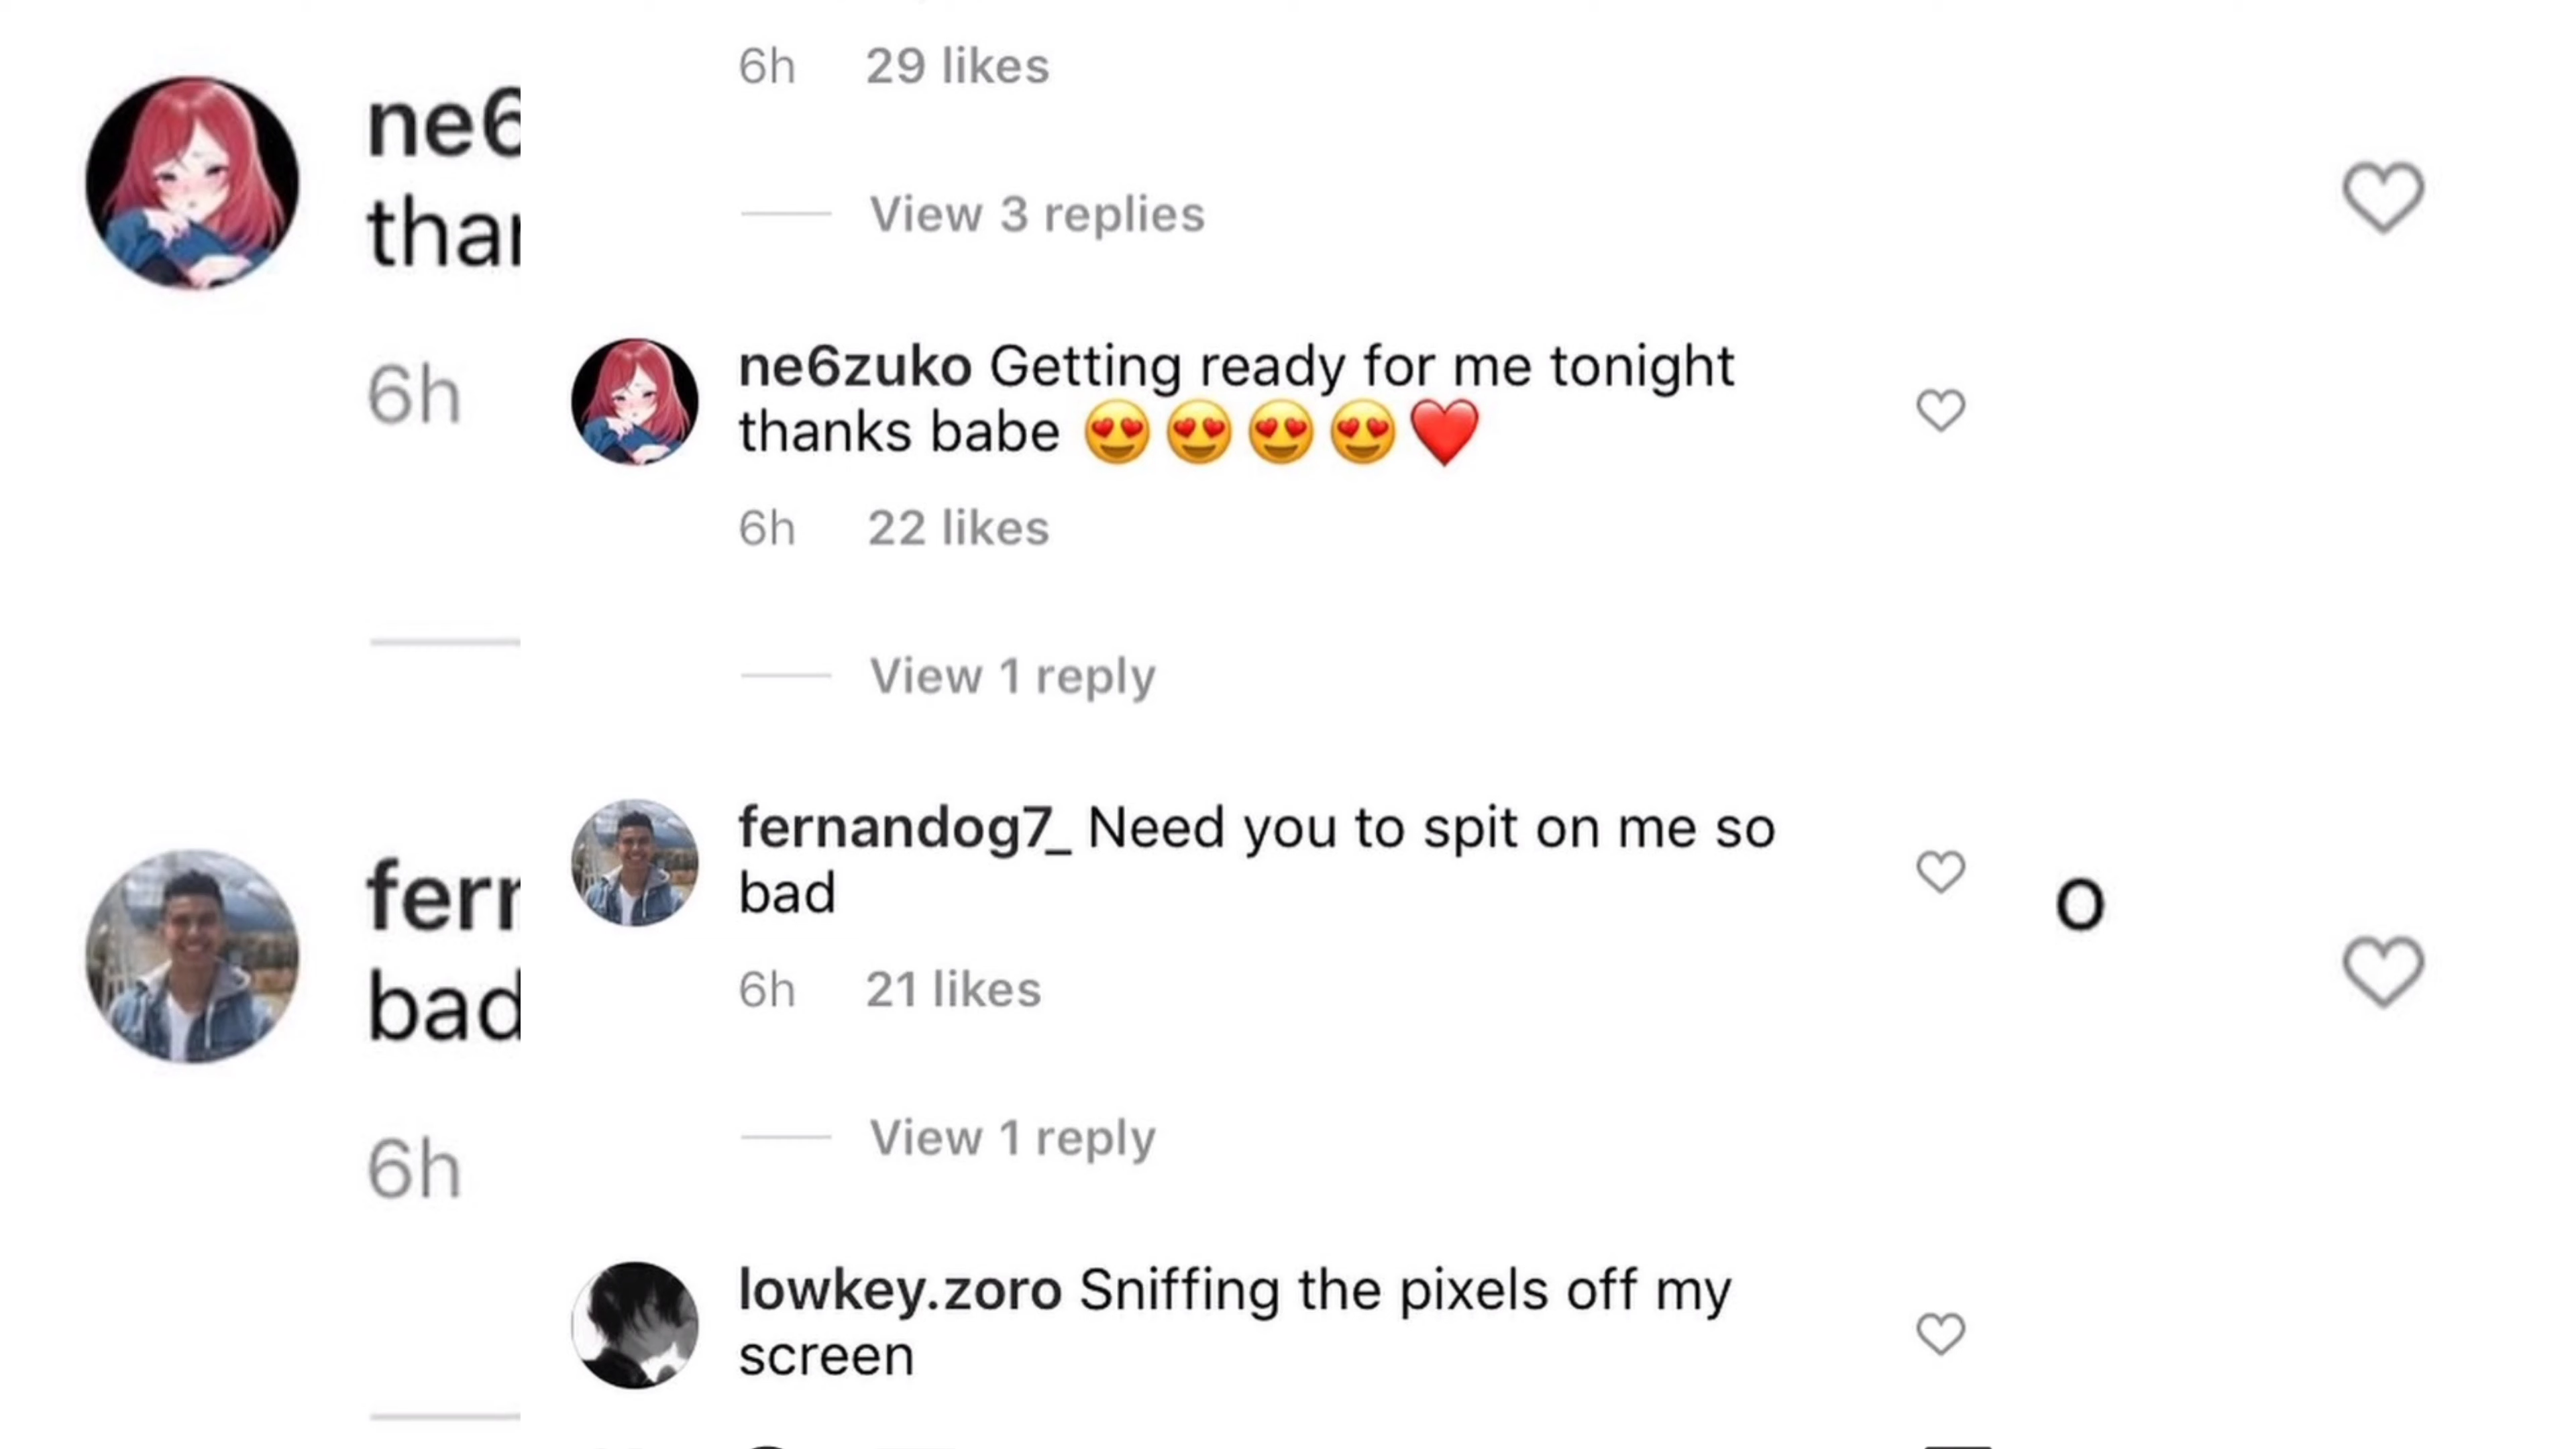 6h 29 likes
View 3 replies
ne6zuko Getting ready for me tonight
thanks babe 😍😍😍😍❤️
6h 22 likes
View 1 reply
fernandog7_ Need you to spit on me so
bad
6h 21 likes
View 1 reply
lowkey.zoro Sniffing the pixels off my
screen
ne6
6h
bad
6h
o